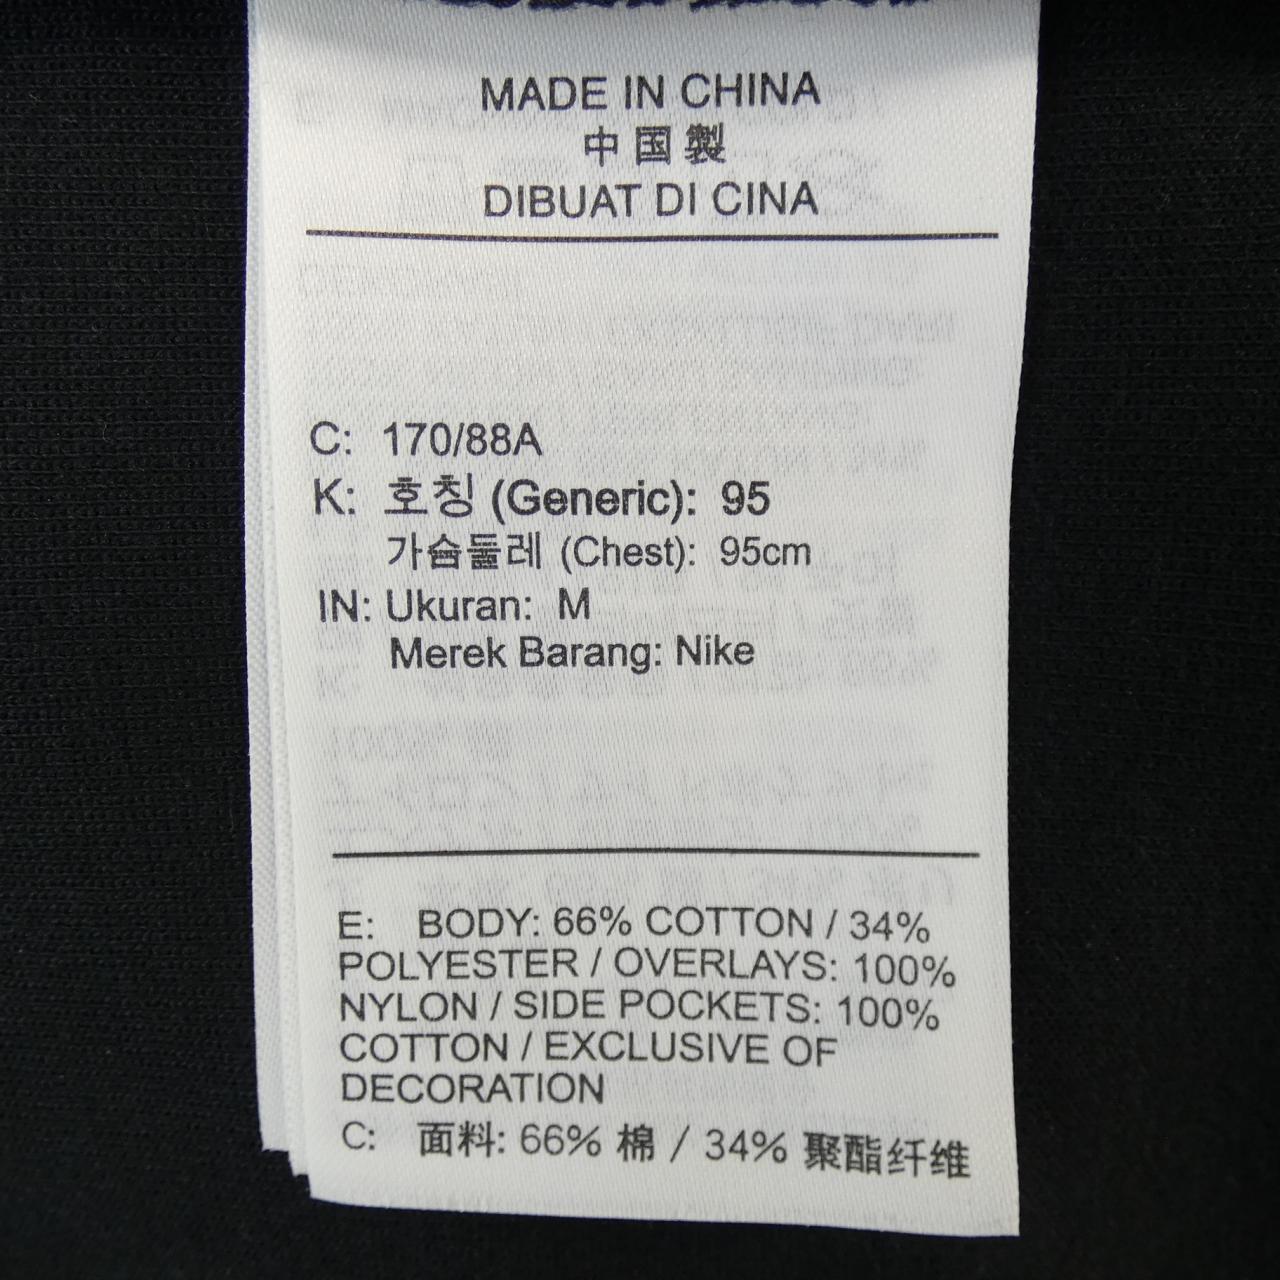 MADE IN CHINA
中国製
DIBUAT DI CINA
C: 170/88A
K: 호칭 (Generic): 95
가슴둘레 (Chest): 95cm
IN: Ukuran: M
Merek Barang: Nike
E: BODY: 66% COTTON / 34%
POLYESTER / OVERLAYS: 100%
NYLON / SIDE POCKETS: 100%
COTTON / EXCLUSIVE OF
DECORATION
C: 面料: 66% 棉 / 34% 聚酯纤维